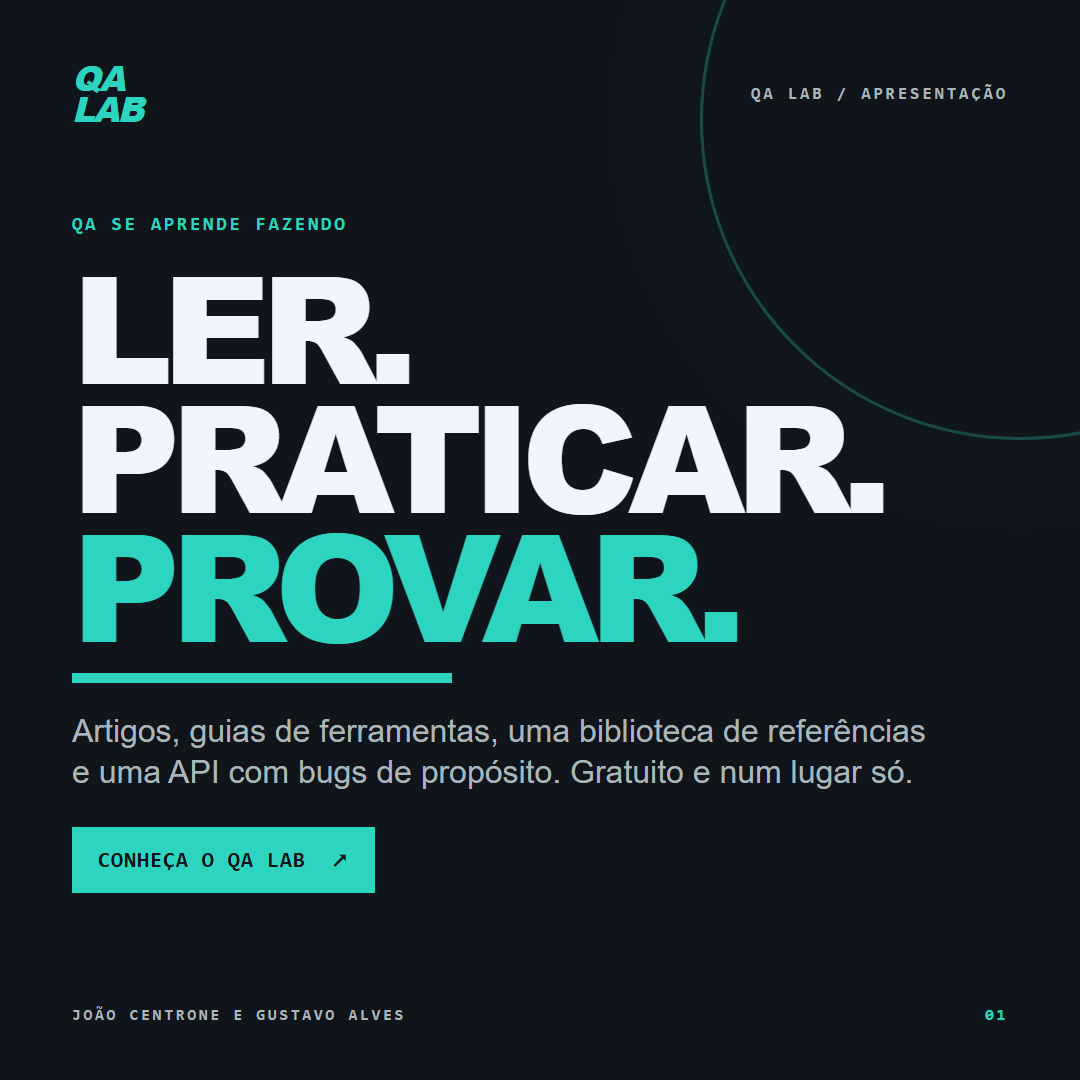 QA
LAB
QA LAB / APRESENTAÇÃO
QA SE APRENDE FAZENDO
LER.
PRATICAR.
PROVAR.
Artigos, guias de ferramentas, uma biblioteca de referências
e uma API com bugs de propósito. Gratuito e num lugar só.
CONHEÇA O QA LAB ↗
JOÃO CENTRONE E GUSTAVO ALVES
01